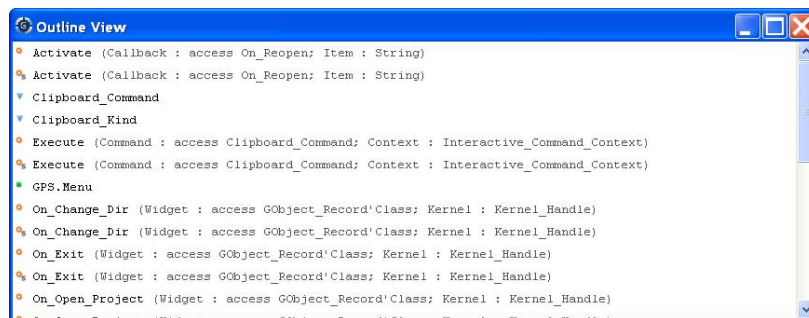 Outline View
Activate (Callback : access On_Reopen; Item : String)
Activate (Callback : access On_Reopen; Item : String)
Clipboard_Command
Clipboard_Kind
Execute (Command : access Clipboard_Command; Context : Interactive_Command_Context)
Execute (Command : access Clipboard_Command; Context : Interactive_Command_Context)
GPS.Menu
On_Change_Dir (Widget : access GObject_Record'Class; Kernel : Kernel_Handle)
On_Change_Dir (Widget : access GObject_Record'Class; Kernel : Kernel_Handle)
On_Exit (Widget : access GObject_Record'Class; Kernel : Kernel_Handle)
On_Exit (Widget : access GObject_Record'Class; Kernel : Kernel_Handle)
On_Open_Project (Widget : access GObject_Record'Class; Kernel : Kernel_Handle)